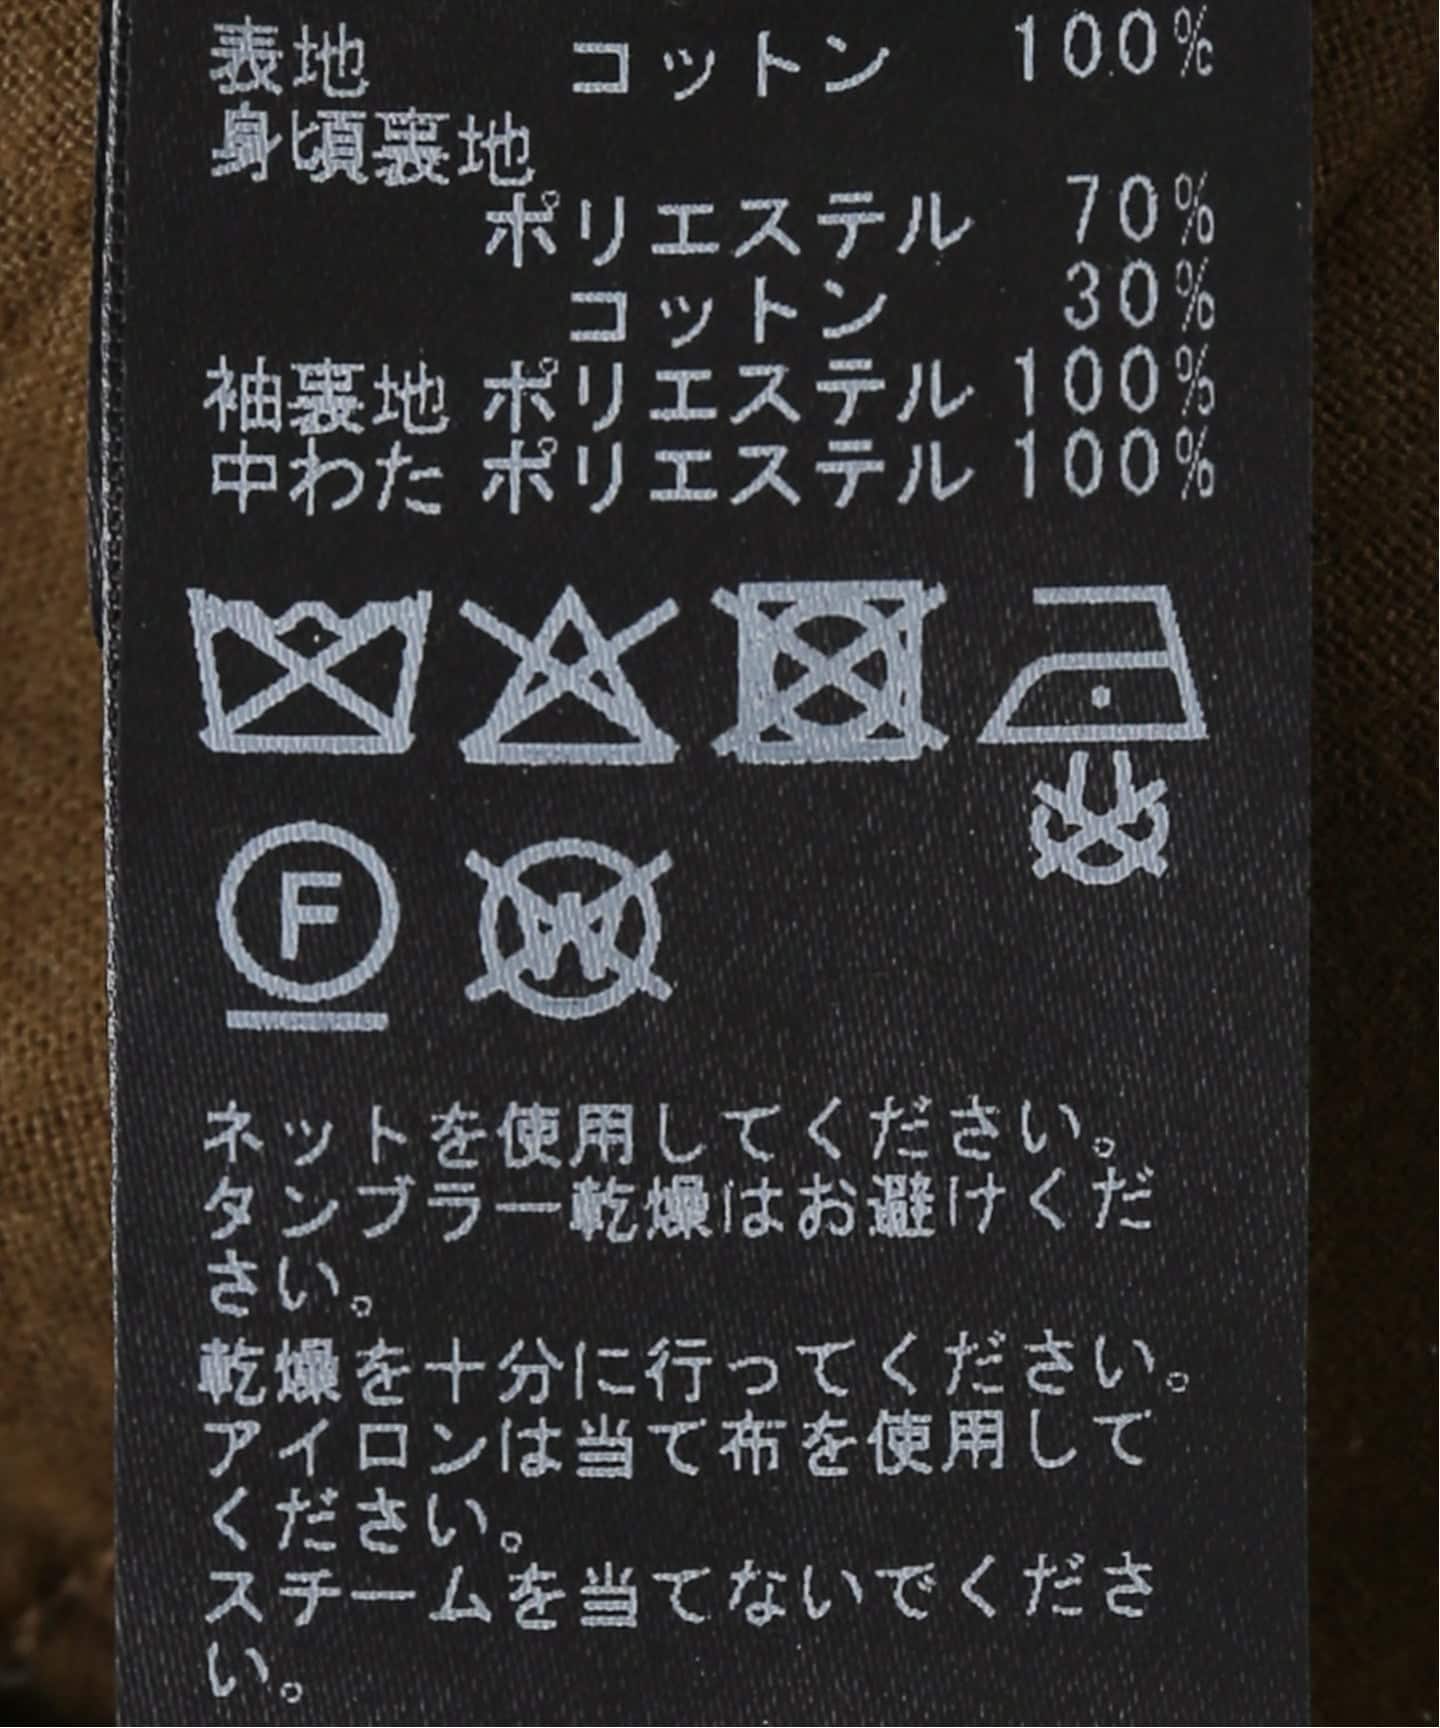 表地 コットン 100%
身頃裏地
ポリエステル 70%
コットン 30%
袖裏地 ポリエステル 100%
中わた ポリエステル 100%
F W
ネットを使用してください。
タンブラー乾燥はお避けくだ
さい。
乾燥を十分に行ってください。
アイロンは当て布を使用して
ください。
スチームを当てないでくださ
い。